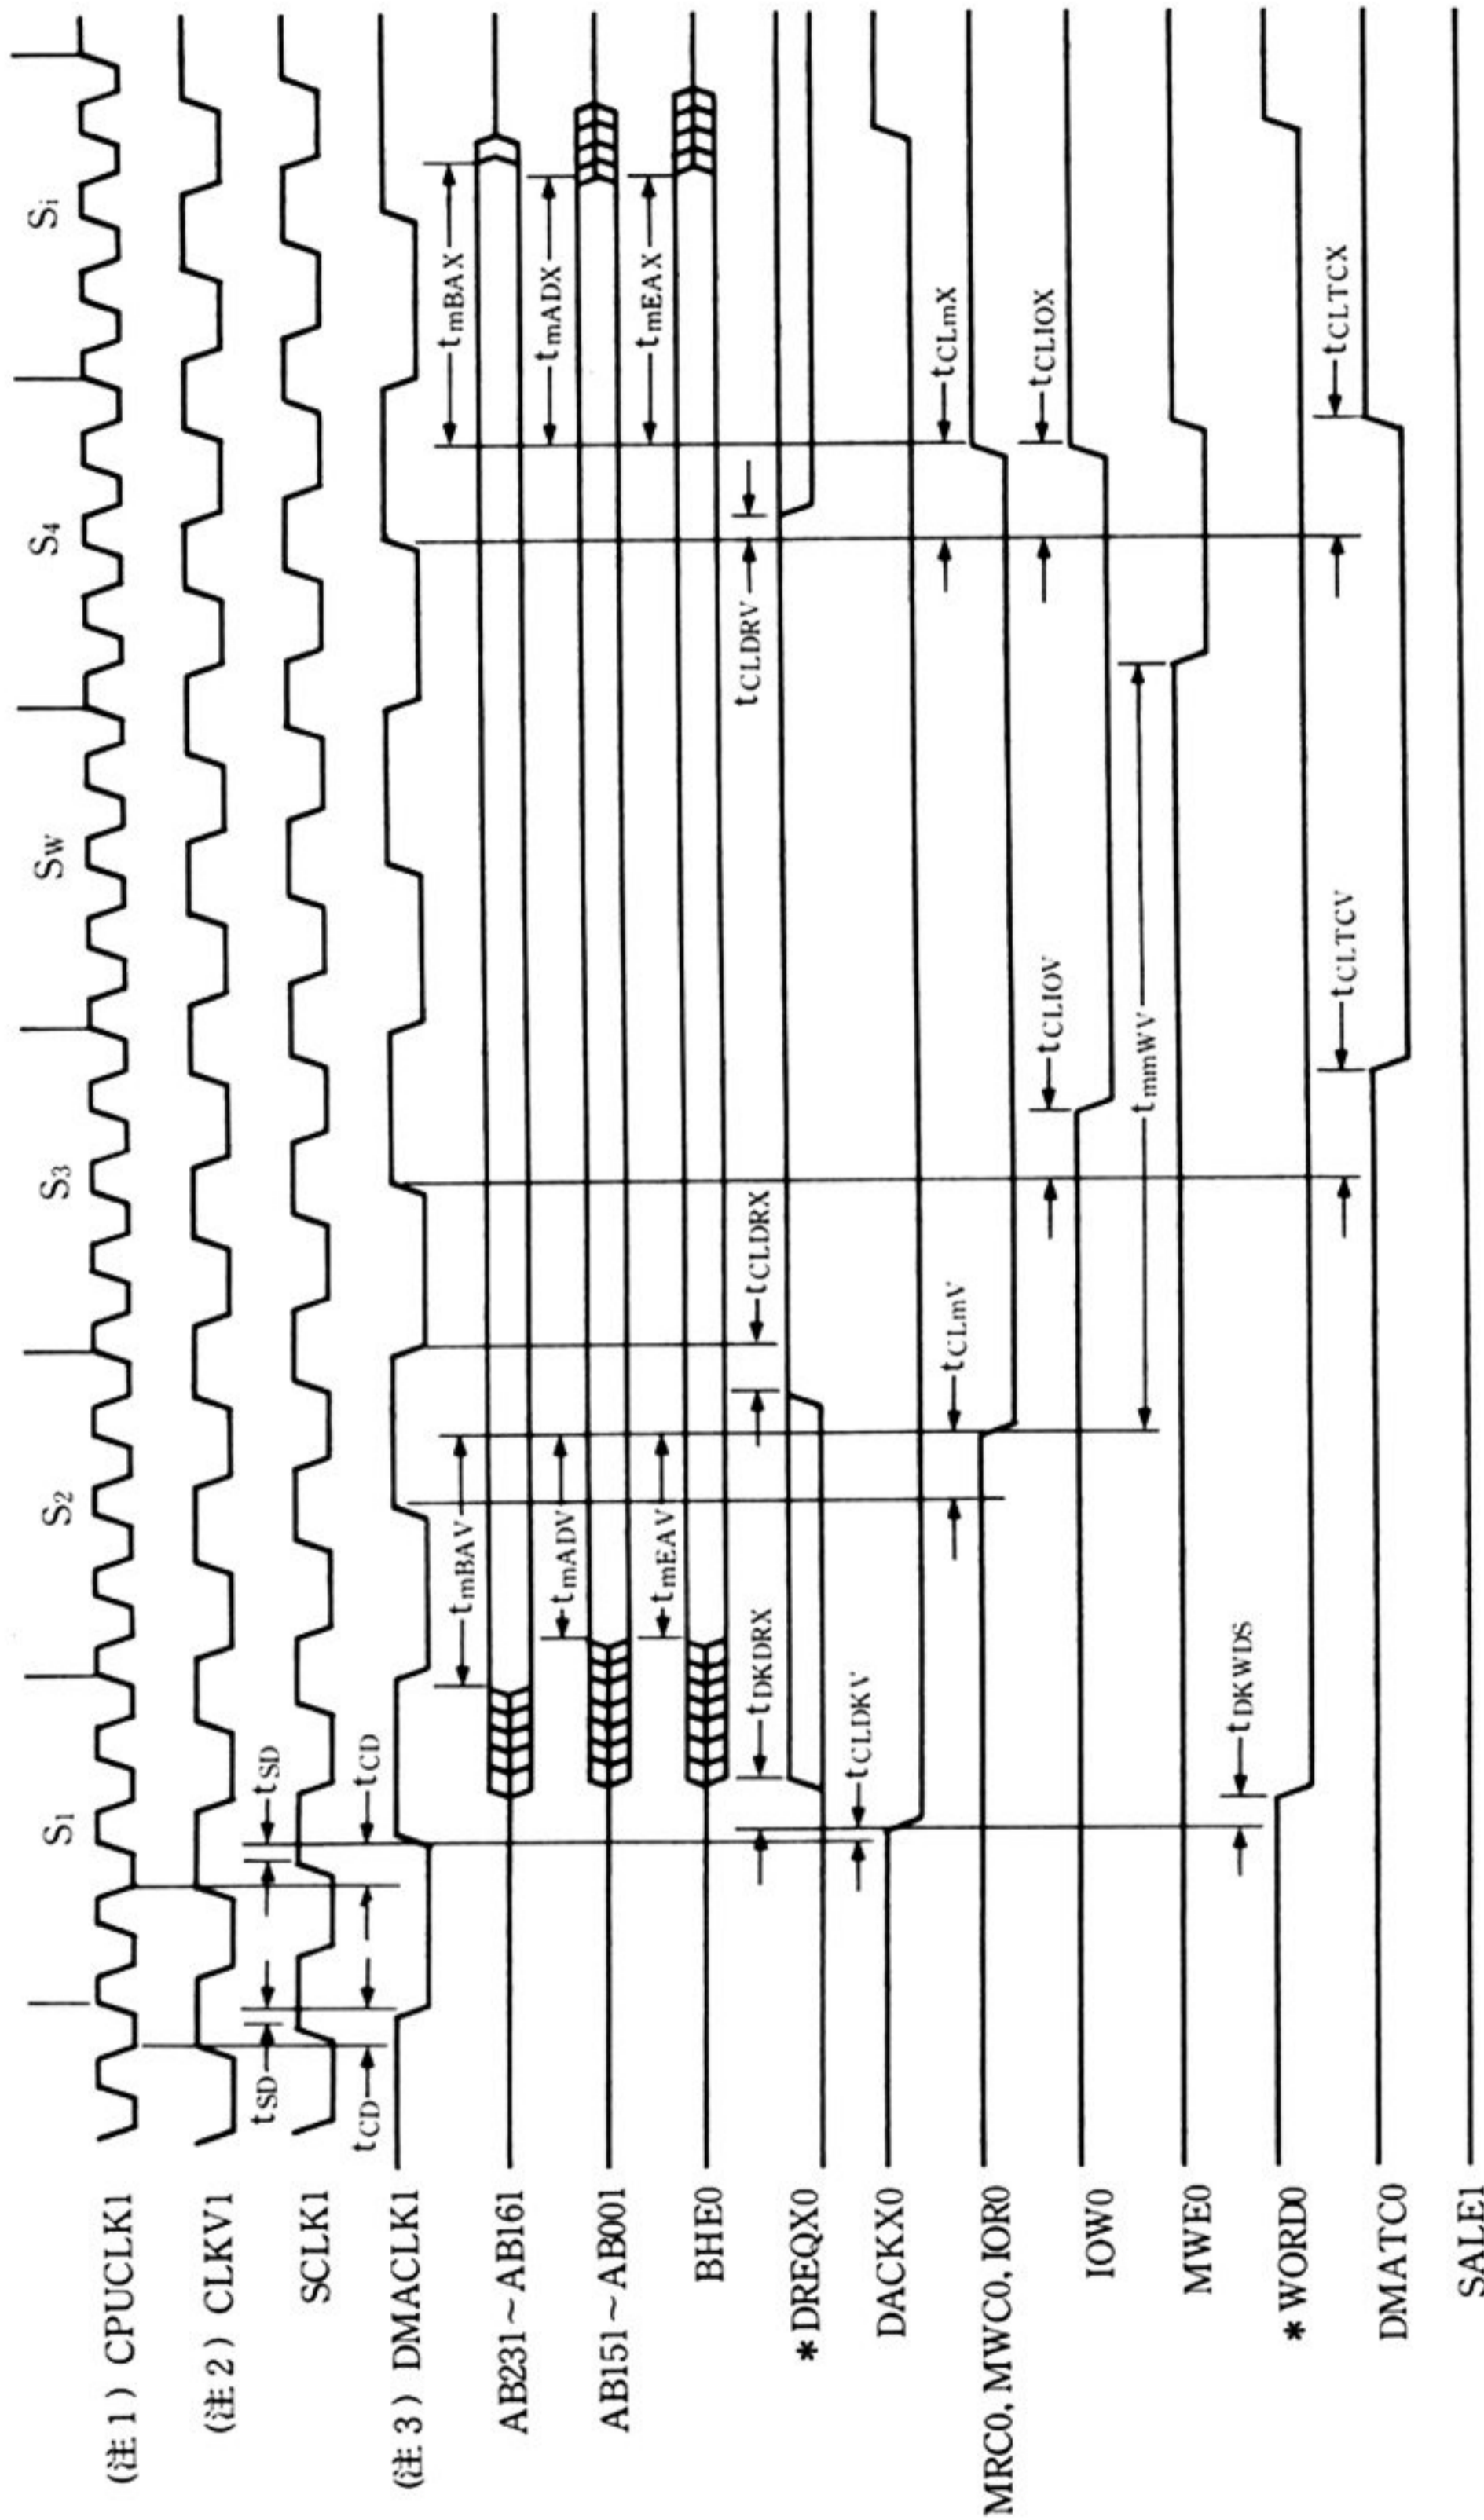 S1 S2 S3 SW S4 Si
(注1) CPUCLK1
(注2) CLKV1
tSD tSD
SCLK1
tCD tCD
(注3) DMACLK1
tmBAV tmBAX
AB231~AB161
tmADV tmADX
AB151~AB001
tmEAV tmEAX
BHE0
tDKDRX tCLDRX tCLDRV
*DREQX0
tCLDKV
DACKX0
tCLmV tCLmX
MRC0, MWC0, IOR0
tCLIOV tCLIOX
IOW0
tmmWV
MWE0
tDKWDS
*WORD0
tCLTCV tCLTCX
DMATC0
SALE1